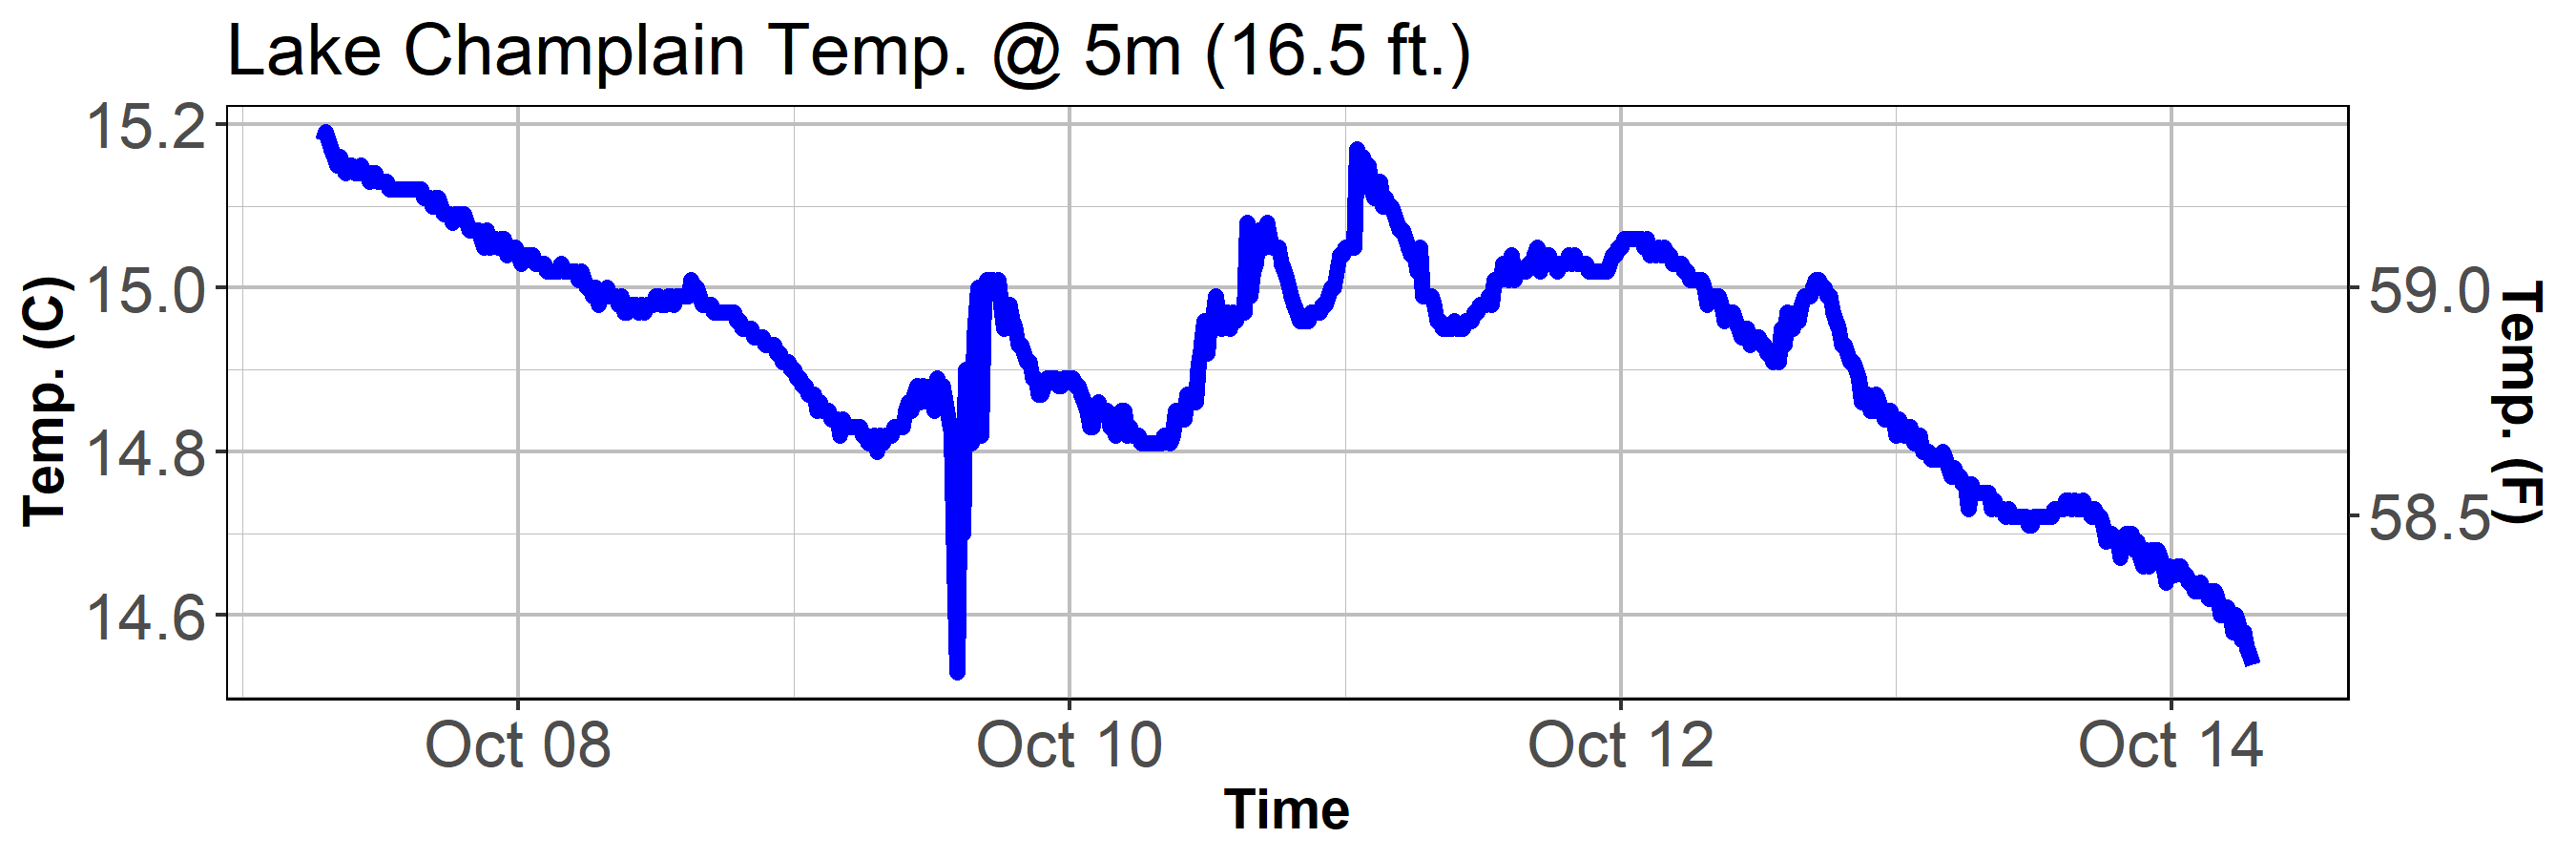 Lake Champlain Temp. @ 5m (16.5 ft.)
15.2
15.0
14.8
14.6
Temp. (C)
59.0
58.5
Temp. (F)
Oct 08
Oct 10
Oct 12
Oct 14
Time